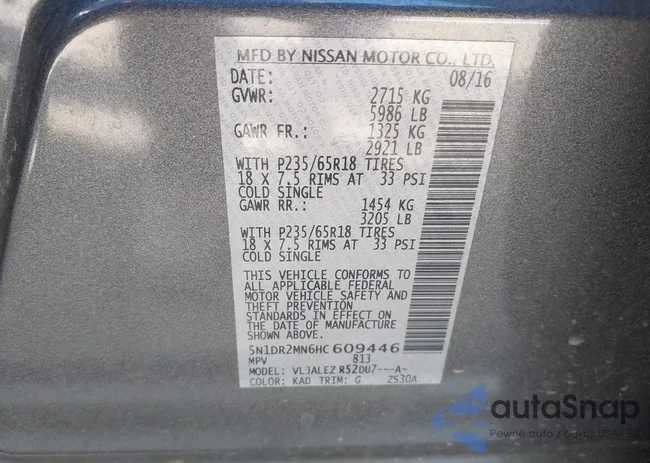 MFD BY NISSAN MOTOR CO., LTD.
DATE: 08/16
GVWR: 2715 KG
5986 LB
GAWR FR.: 1325 KG
2921 LB
WITH P235/65R18 TIRES
18 X 7.5 RIMS AT 33 PSI
COLD SINGLE
GAWR RR.: 1454 KG
3205 LB
WITH P235/65R18 TIRES
18 X 7.5 RIMS AT 33 PSI
COLD SINGLE
THIS VEHICLE CONFORMS TO
ALL APPLICABLE FEDERAL
MOTOR VEHICLE SAFETY AND
THEFT PREVENTION
STANDARDS IN EFFECT ON
THE DATE OF MANUFACTURE
SHOWN ABOVE.
5N1DR2MN6HC 609446
MPV 813
MODEL: VLJALEZ R52DU7---A-
COLOR: KAD TRIM: G ZS30A
autoSnap